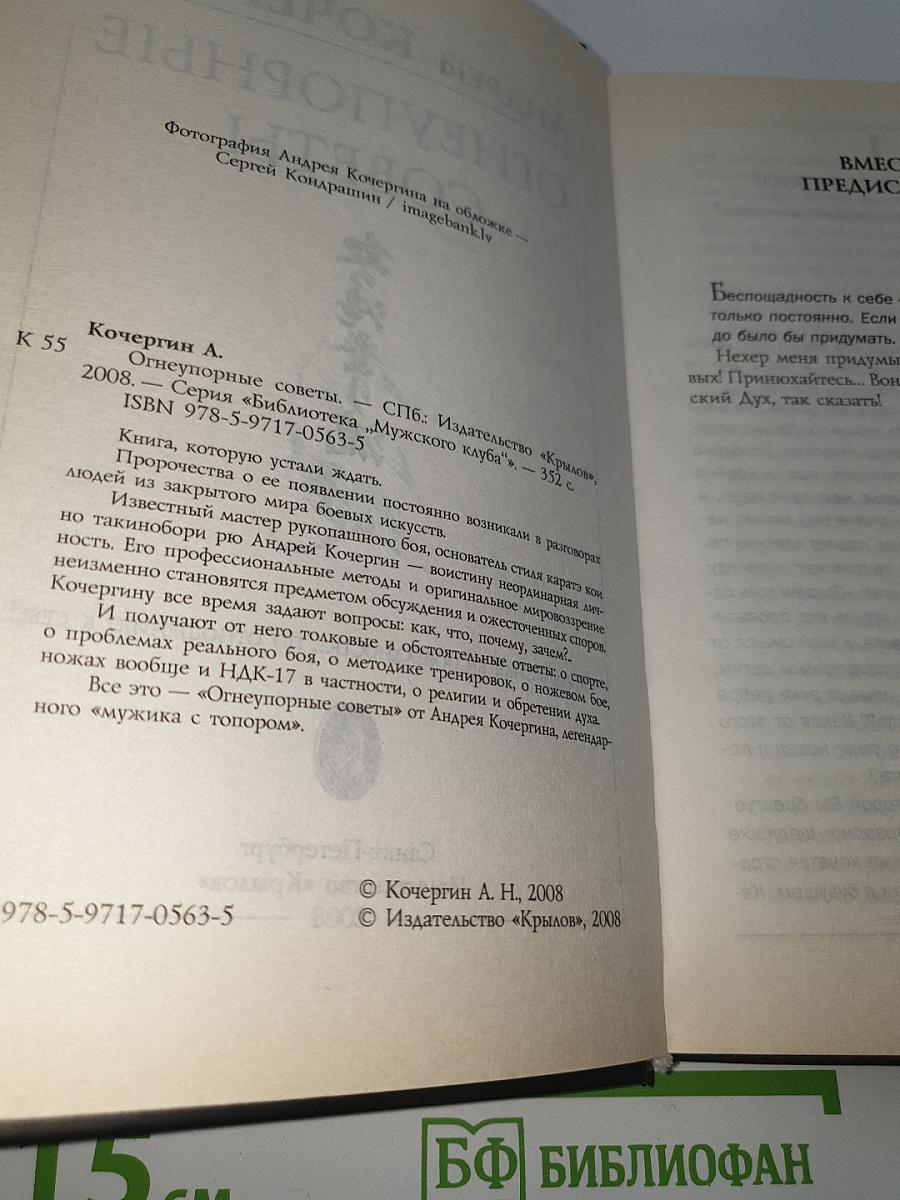 Фотография Андрея Кочергина на обложке —
Сергей Кондрашин / imagebank.lv
Кочергин А.
К 55
Огнеупорные советы. — СПб.: Издательство «Крылов»,
2008. — Серия «Библиотека „Мужского клуба“». — 352 с.
ISBN 978-5-9717-0563-5
Книга, которую устали ждать.
Пророчества о ее появлении постоянно возникали в разговорах
людей из закрытого мира боевых искусств.
Известный мастер рукопашного боя, основатель стиля каратэ кои
но такинобори рю Андрей Кочергин — воистину неординарная лич-
ность. Его профессиональные методы и оригинальное мировоззрение
неизменно становятся предметом обсуждения и ожесточенных споров.
Кочергину все время задают вопросы: как, что, почему, зачем?..
И получают от него толковые и обстоятельные ответы: о спорте,
о проблемах реального боя, о методике тренировок, о ножевом бое,
ножах вообще и НДК-17 в частности, о религии и обретении духа.
Все это — «Огнеупорные советы» от Андрея Кочергина, легендар-
ного «мужика с топором».
© Кочергин А. Н., 2008
978-5-9717-0563-5
© Издательство «Крылов», 2008
ВМЕС
ПРЕДИС
Беспощадность к себе -
только постоянно. Если
до было бы придумать.
Нехер меня придумы
вых! Принюхайтесь... Вон
ский Дух, так сказать!
15 см
БФ БИБЛИОФАН